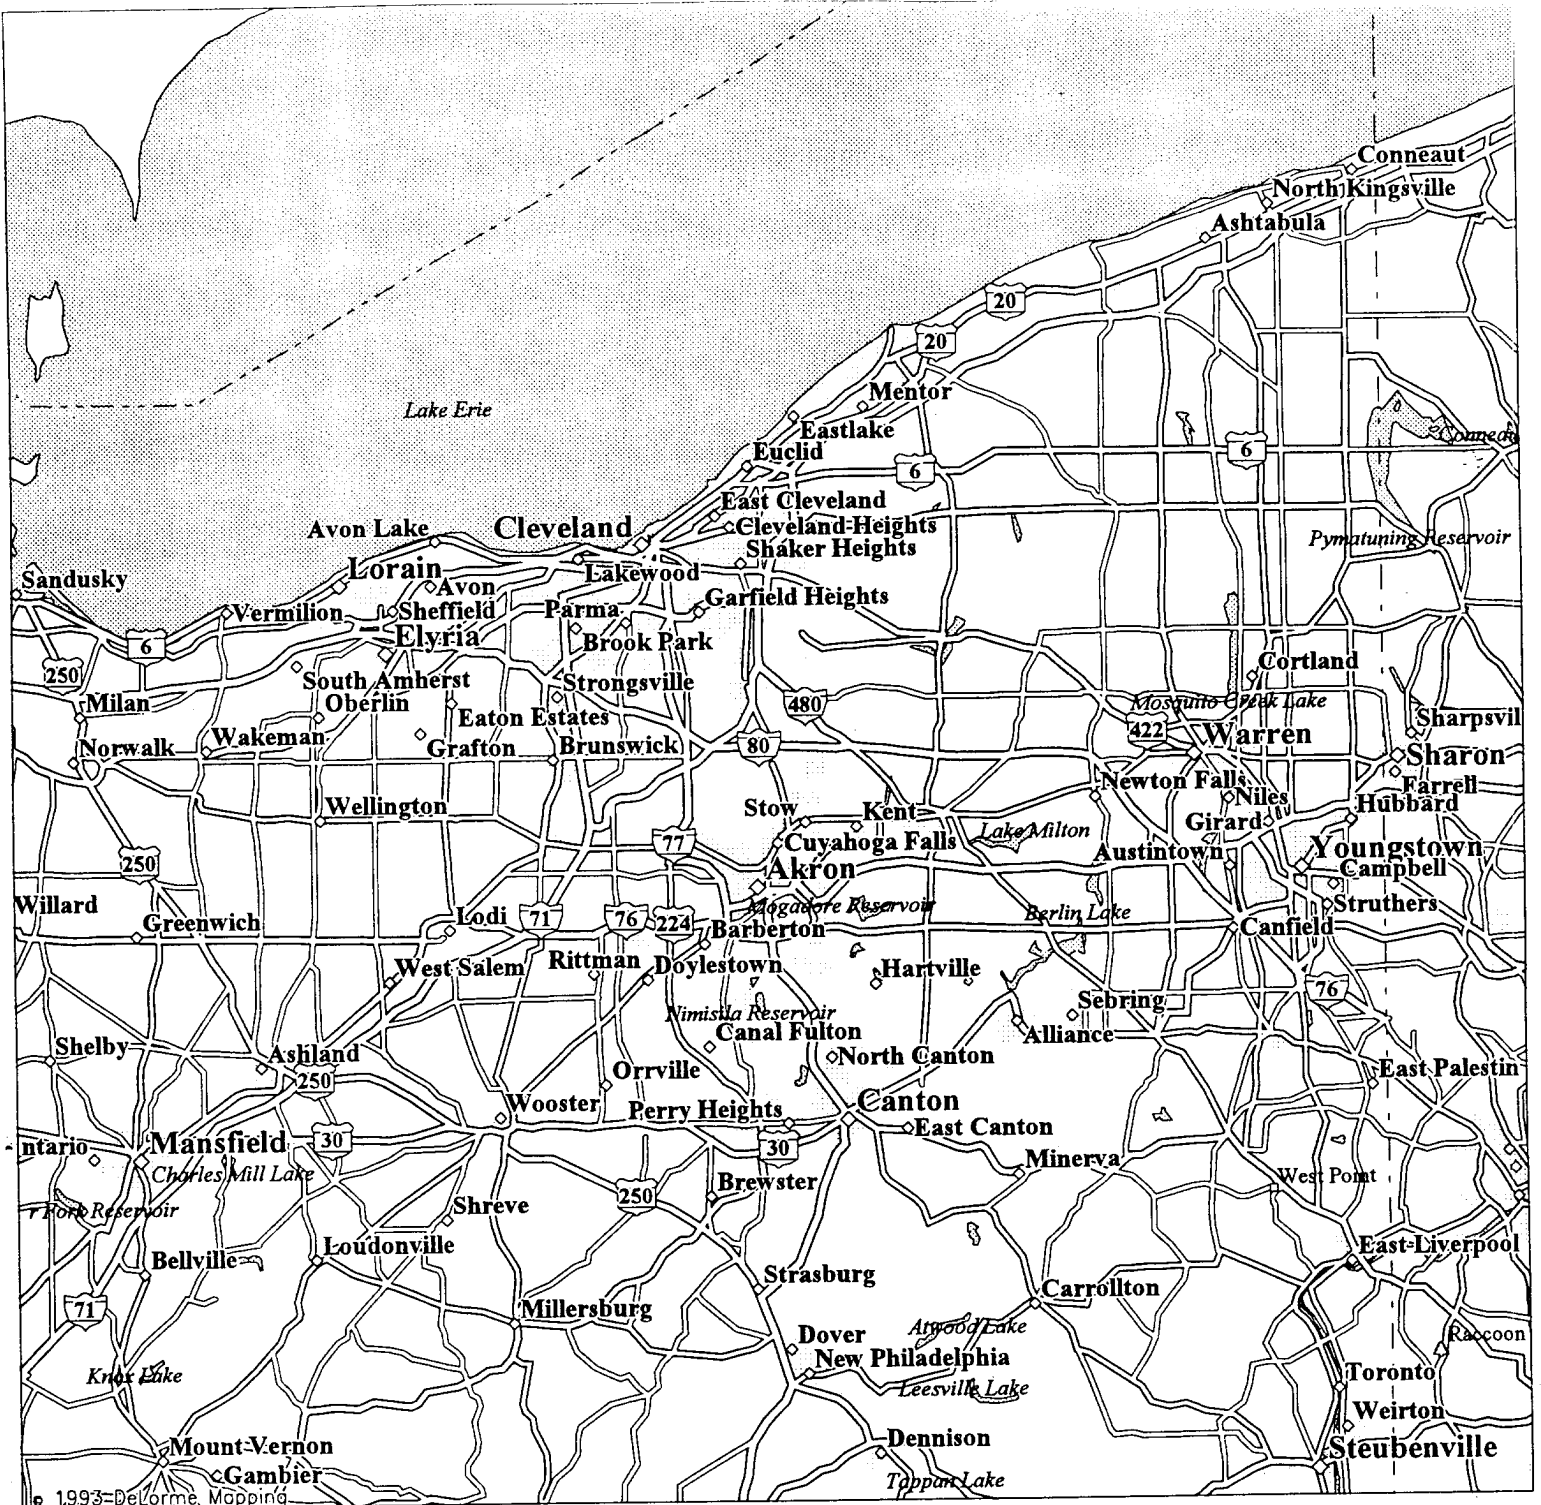 Conneaut
North Kingsville
Ashtabula
20
20
Mentor
Lake Erie
Eastlake
Conneau
Euclid
6
6
East Cleveland
Avon Lake
Cleveland
Cleveland Heights
Pymatuning Reservoir
Shaker Heights
Lorain
Lakewood
Sandusky
Avon
Garfield Heights
Vermilion
Sheffield
Parma
Elyria
Brook Park
6
Cortland
250
South Amherst
Strongsville
Milan
Oberlin
480
Mosquito Creek Lake
Eaton Estates
Sharpsvil
422
Warren
Wakeman
Norwalk
Grafton
Brunswick
80
Sharon
Newton Falls
Farrell
Niles
Hubbard
Wellington
Stow
Kent
Girard
Lake Milton
77
Cuyahoga Falls
Austintown
Youngstown
250
Akron
Campbell
Willard
Mogadore Reservoir
Berlin Lake
Struthers
Greenwich
Lodi
71
76
224
Barberton
Canfield
West Salem
Rittman
Doylestown
Hartville
76
Sebring
Nimisila Reservoir
Canal Fulton
Alliance
Shelby
Ashland
North Canton
East Palestin
250
Orrville
Wooster
Perry Heights
Canton
East Canton
ntario
Mansfield
30
30
Minerva
Charles Mill Lake
West Point
Brewster
250
Shreve
r Fork Reservoir
Loudonville
East Liverpool
Bellville
Strasburg
Carrollton
71
Millersburg
Atwood Lake
Dover
Raccoon
New Philadelphia
Knox Lake
Toronto
Leesville Lake
Weirton
Mount Vernon
Dennison
Steubenville
Gambier
Tappan Lake
© 1993 DeLorme Mapping